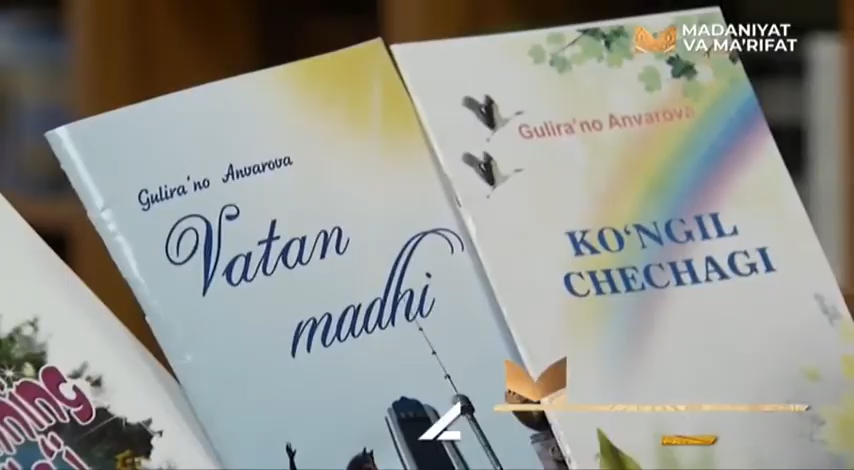 MADANIYAT
VA MA'RIFAT
Gulira'no Anvarova
Vatan
madhi
Gulira'no Anvarova
KO'NGIL
CHECHAGI